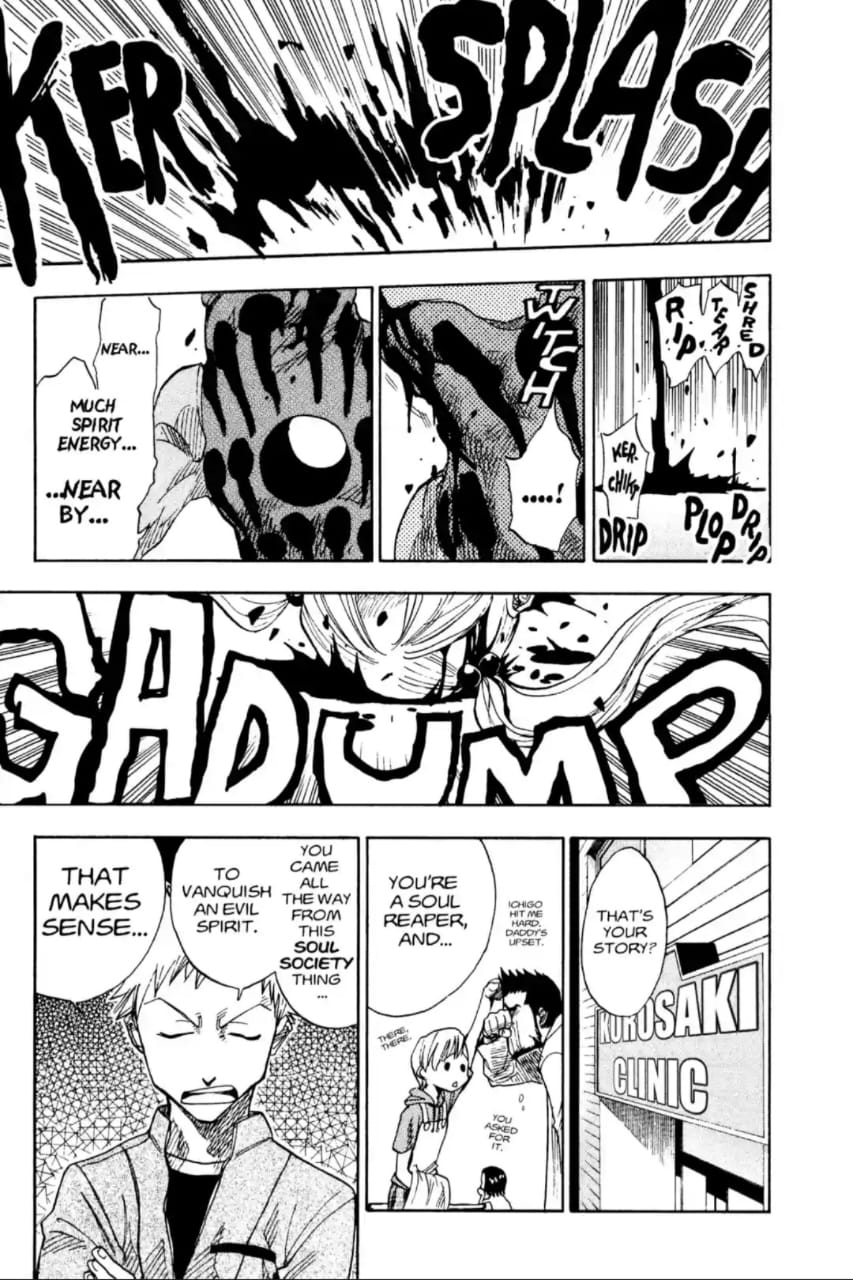 KER
SPLASH
SHRED
TEAR
RIP
KER-
CHINK
DRIP
PLOP
DRIP
TWITCH
.....!
NEAR...
MUCH
SPIRIT
ENERGY...
...NEAR
BY...
GADUMP
THAT'S
YOUR
STORY?
KUROSAKI
CLINIC
YOU'RE
A SOUL
REAPER,
AND...
ICHIGO
HIT ME
HARD.
DADDY'S
UPSET.
THERE,
THERE.
YOU
ASKED
FOR
IT.
YOU
CAME
ALL
THE WAY
FROM
THIS
SOUL
SOCIETY
THING
...
TO
VANQUISH
AN EVIL
SPIRIT.
THAT
MAKES
SENSE...